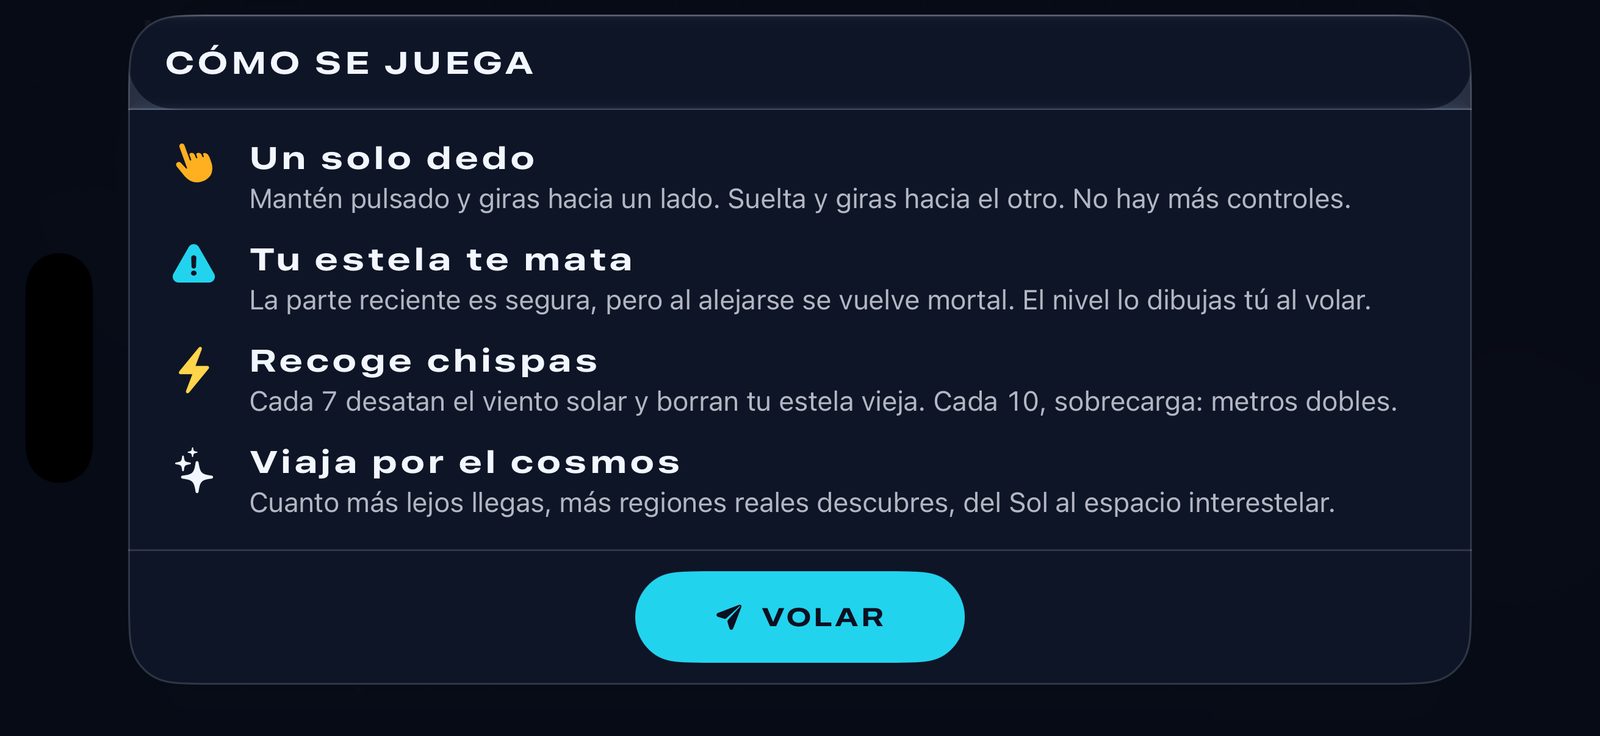 CÓMO SE JUEGA
Un solo dedo
Mantén pulsado y giras hacia un lado. Suelta y giras hacia el otro. No hay más controles.
Tu estela te mata
La parte reciente es segura, pero al alejarse se vuelve mortal. El nivel lo dibujas tú al volar.
Recoge chispas
Cada 7 desatan el viento solar y borran tu estela vieja. Cada 10, sobrecarga: metros dobles.
Viaja por el cosmos
Cuanto más lejos llegas, más regiones reales descubres, del Sol al espacio interestelar.
VOLAR